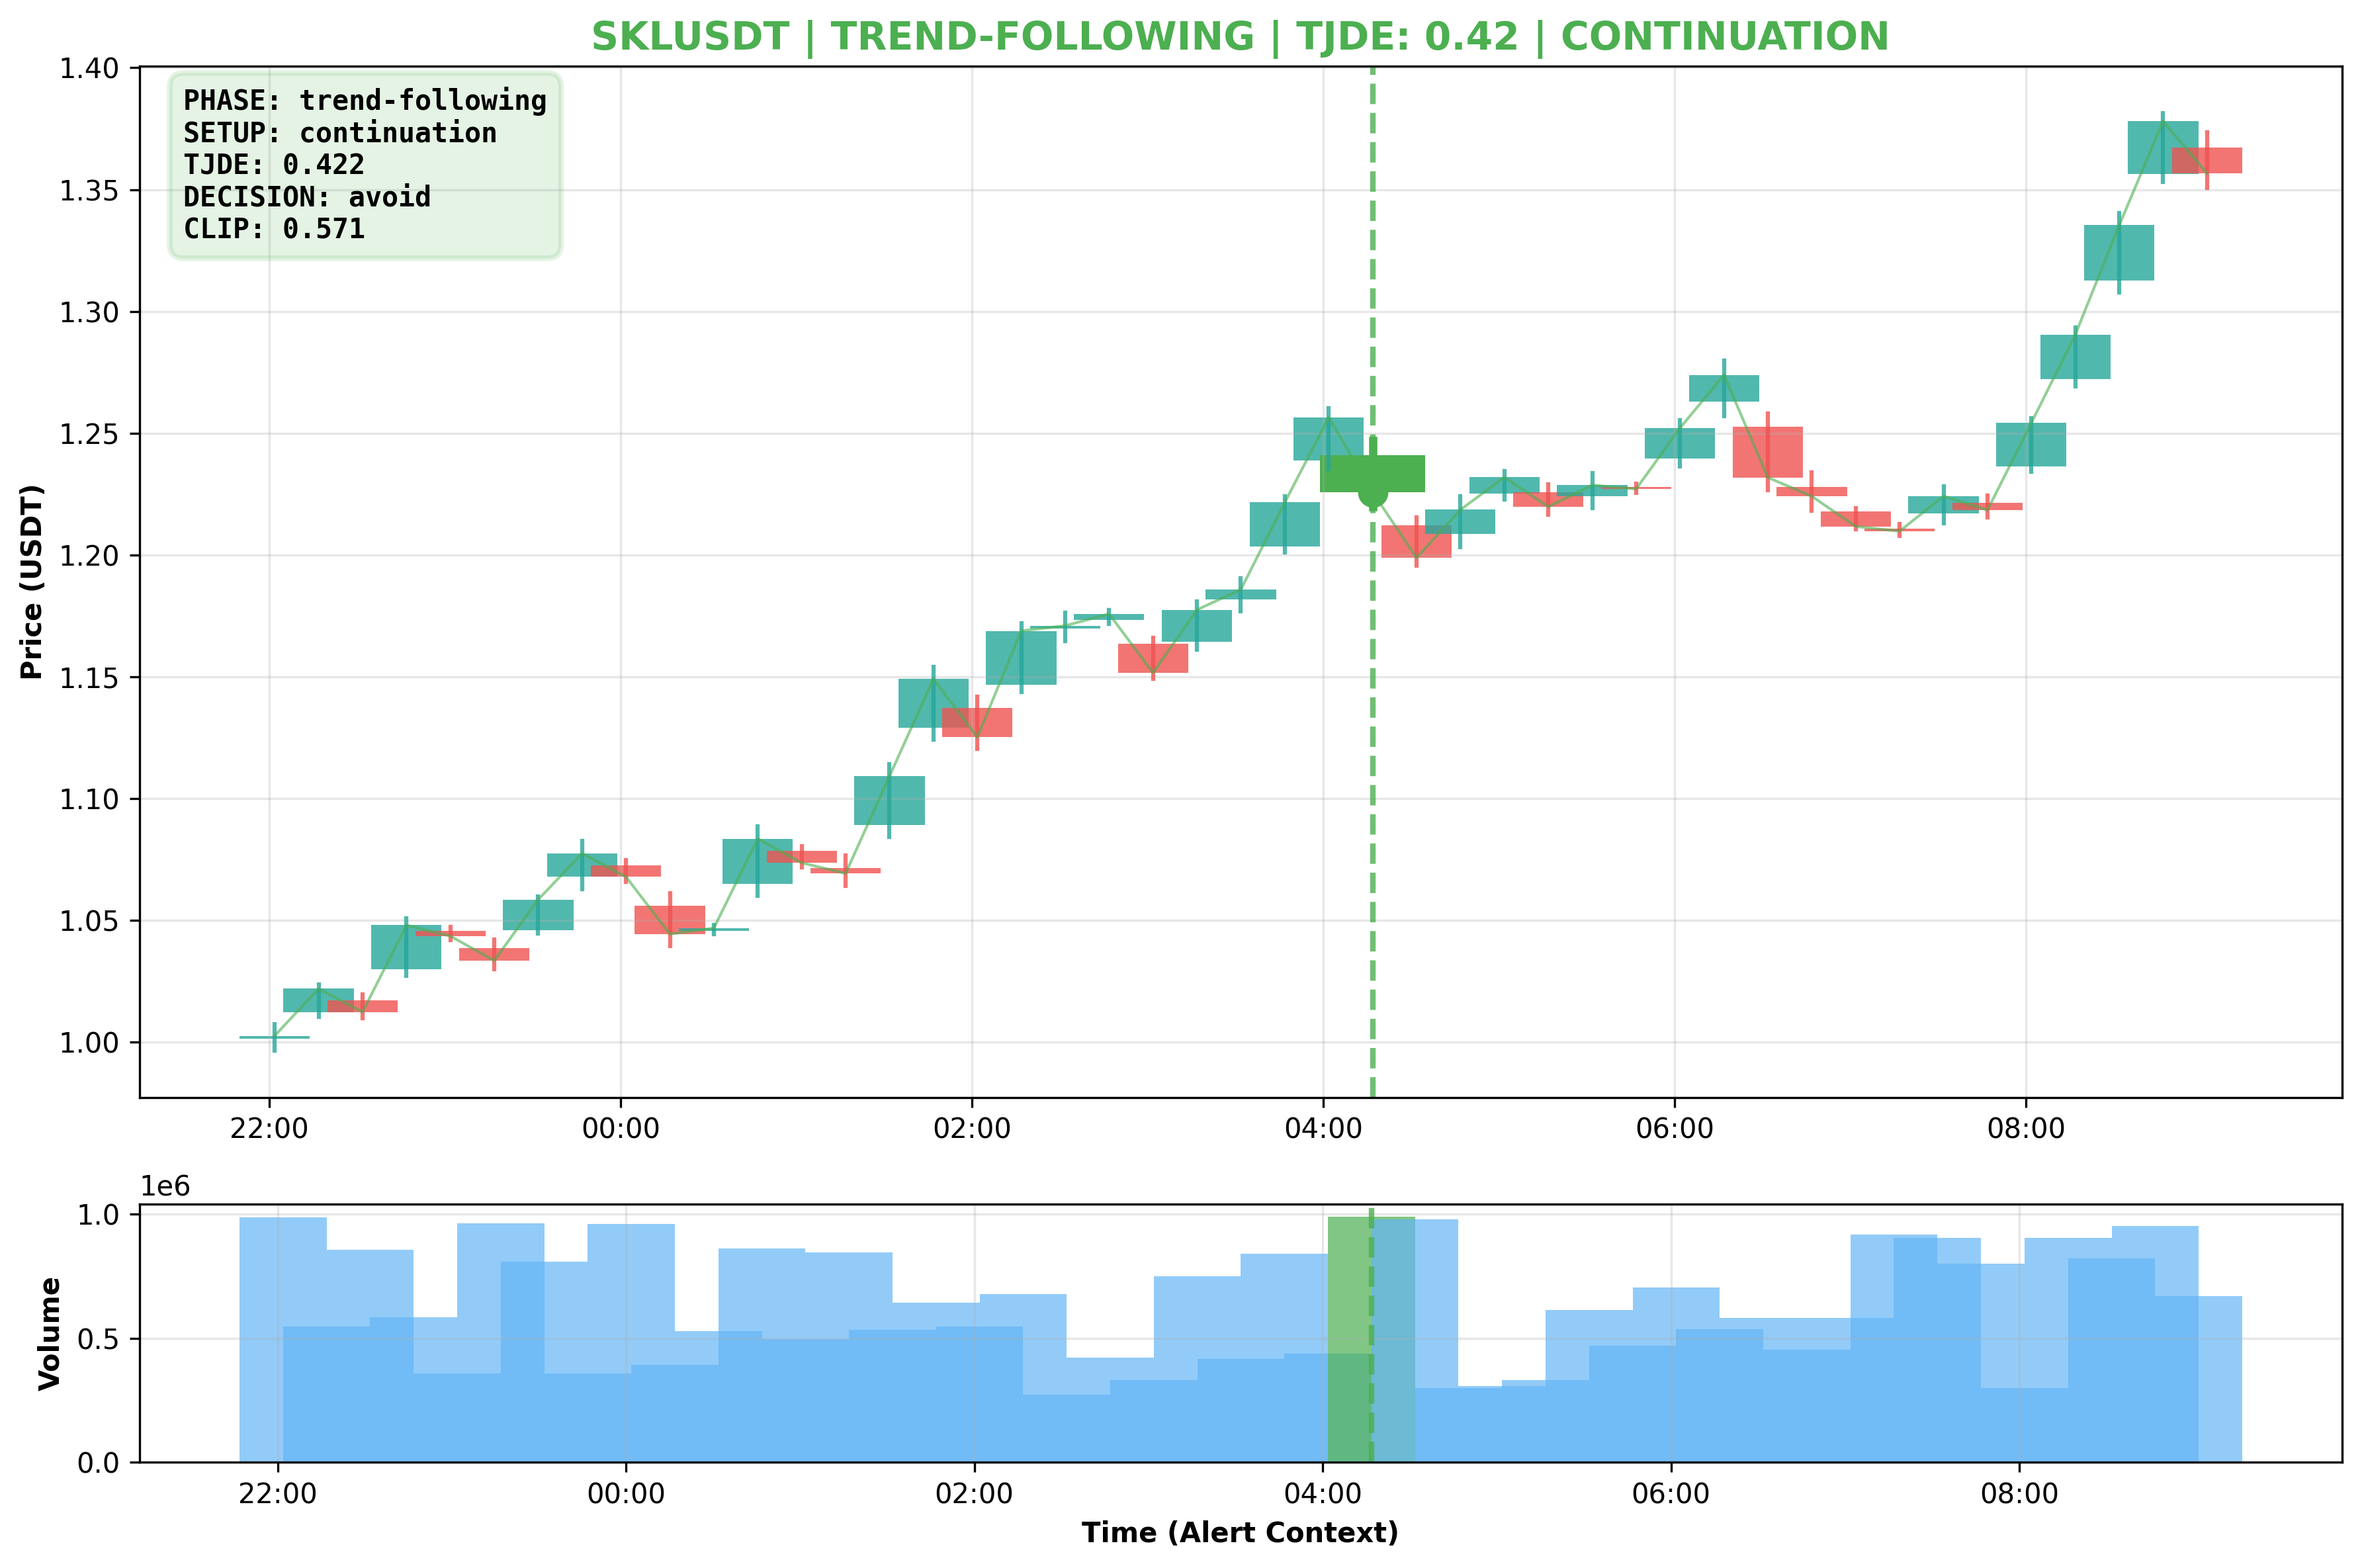 SKLUSDT | TREND-FOLLOWING | TJDE: 0.42 | CONTINUATION
PHASE: trend-following
SETUP: continuation
TJDE: 0.422
DECISION: avoid
CLIP: 0.571
Price (USDT)
1.40
1.35
1.30
1.25
1.20
1.15
1.10
1.05
1.00
22:00 00:00 02:00 04:00 06:00 08:00
1e6
Volume
1.0
0.5
0.0
22:00 00:00 02:00 04:00 06:00 08:00
Time (Alert Context)